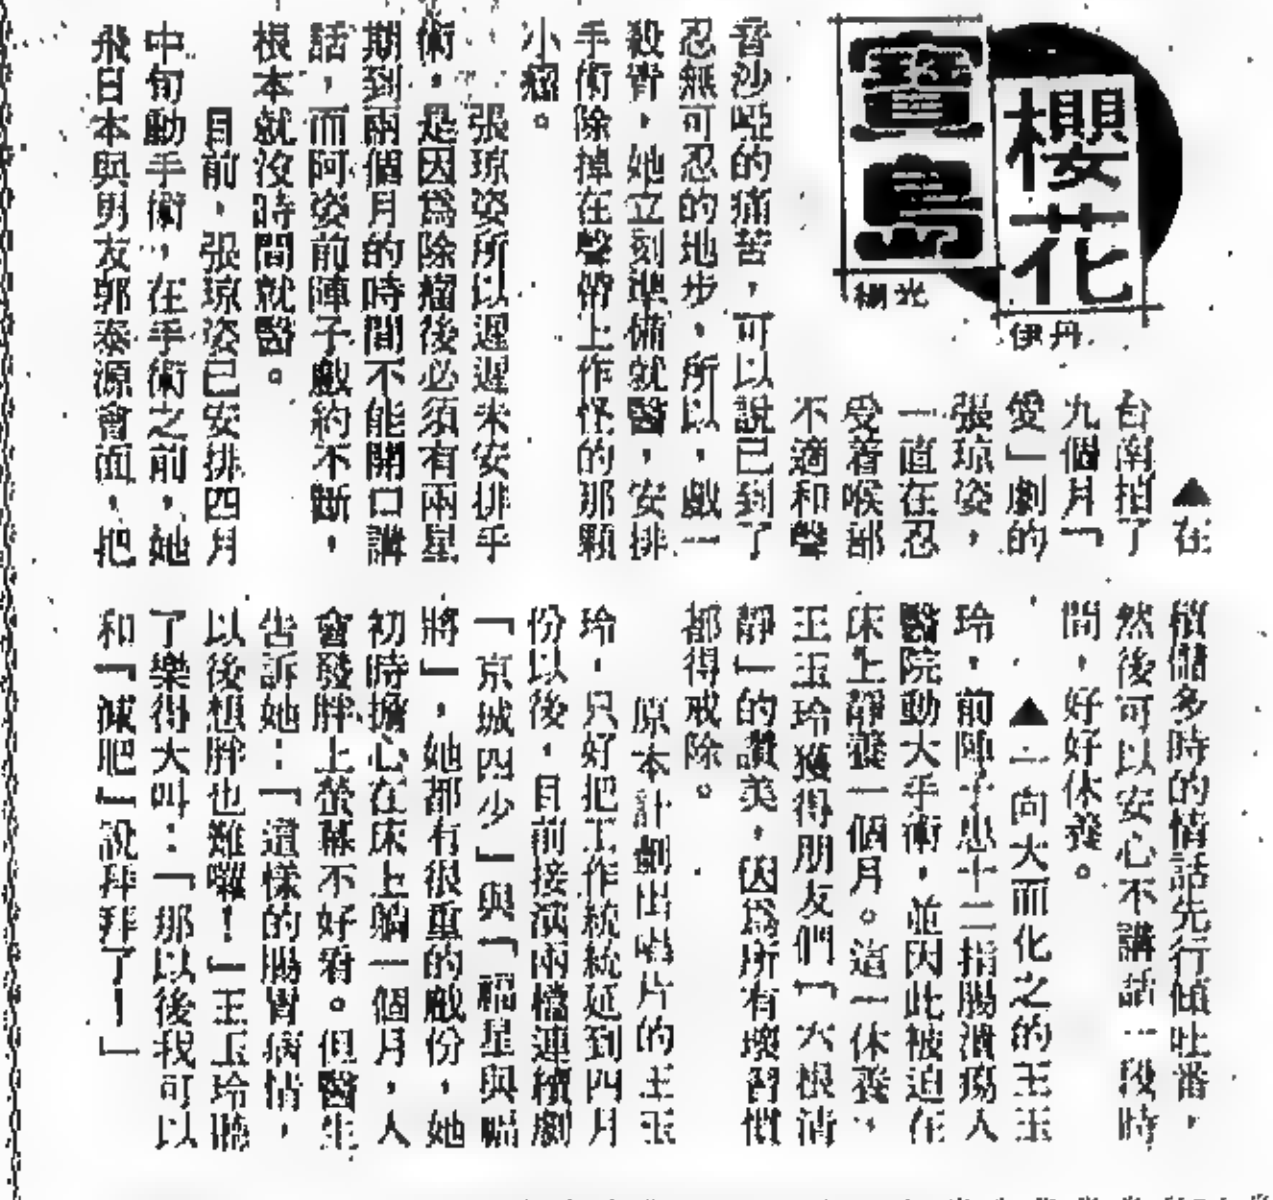 櫻花
寶島
伊丹
▲在
台南拍了
九個月「
愛」劇的
張琼姿，
一直在忍
受着喉部
不適和聲
音沙啞的痛苦，可以說已到了
忍無可忍的地步，所以，戲一
殺青，她立刻準備就醫，安排
手術除掉在聲帶上作怪的那顆
小瘤。
張琼姿所以遲遲未安排手
術，是因為除瘤後必須有兩星
期到兩個月的時間不能開口講
話，而阿姿前陣子戲約不斷，
根本就沒時間就醫。
目前，張琼姿已安排四月
中旬動手術，在手術之前，她
飛日本與男友郭泰源會面，把
積儲多時的情話先行傾吐一番，
然後可以安心不講話一段時
間，好好休養。
▲一向大而化之的王玉
玲，前陣子患十二指腸潰瘍入
醫院動大手術，並因此被迫在
床上靜養一個月。這一休養，
王玉玲獲得朋友們「六根清
靜」的讚美，因為所有壞習慣
都得戒除。
原本計劃出唱片的王玉
玲，只好把工作統統延到四月
份以後，目前接演兩檔連續劇
「京城四少」與「福星與福
將」，她都有很重的戲份，她
初時擔心在床上躺一個月，人
會發胖上螢幕不好看。但醫生
告訴她：「這樣的腸胃病情，
以後想胖也難囉！」王玉玲聽
了樂得大叫：「那以後我可以
和『減肥』說拜拜了！」